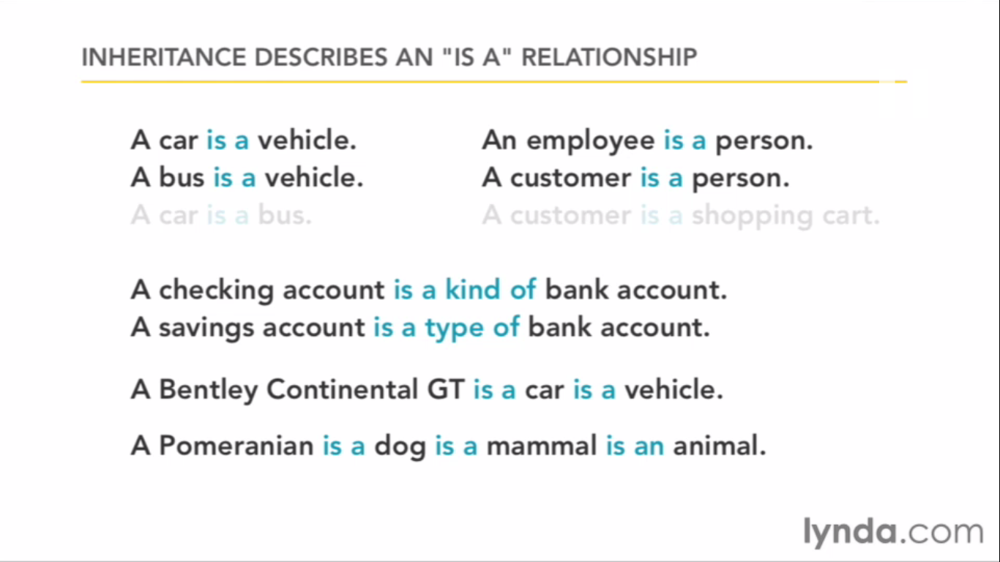 INHERITANCE DESCRIBES AN "IS A" RELATIONSHIP
A car is a vehicle.
A bus is a vehicle.
A car is a bus.
An employee is a person.
A customer is a person.
A customer is a shopping cart.
A checking account is a kind of bank account.
A savings account is a type of bank account.
A Bentley Continental GT is a car is a vehicle.
A Pomeranian is a dog is a mammal is an animal.
lynda.com